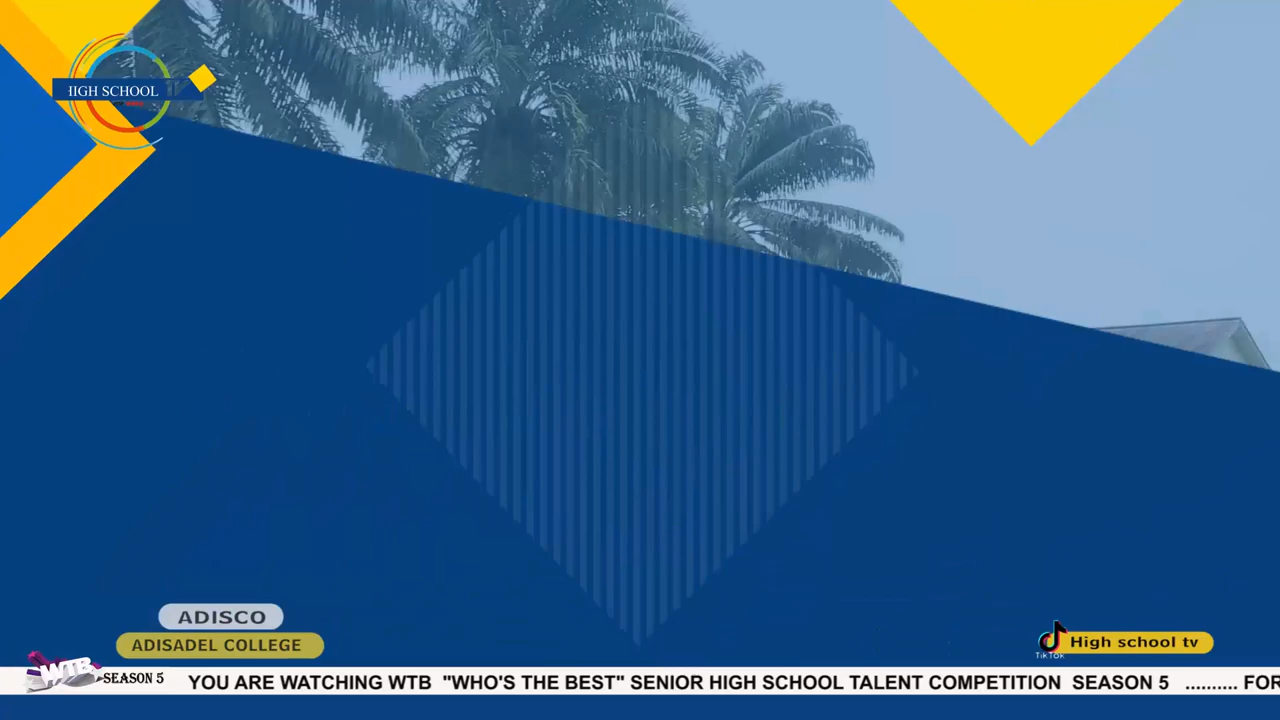 HIGH SCHOOL
ADISCO
ADISADEL COLLEGE
TikTok
High school tv
WTB
SEASON 5
YOU ARE WATCHING WTB "WHO'S THE BEST" SENIOR HIGH SCHOOL TALENT COMPETITION SEASON 5 .......... FOR